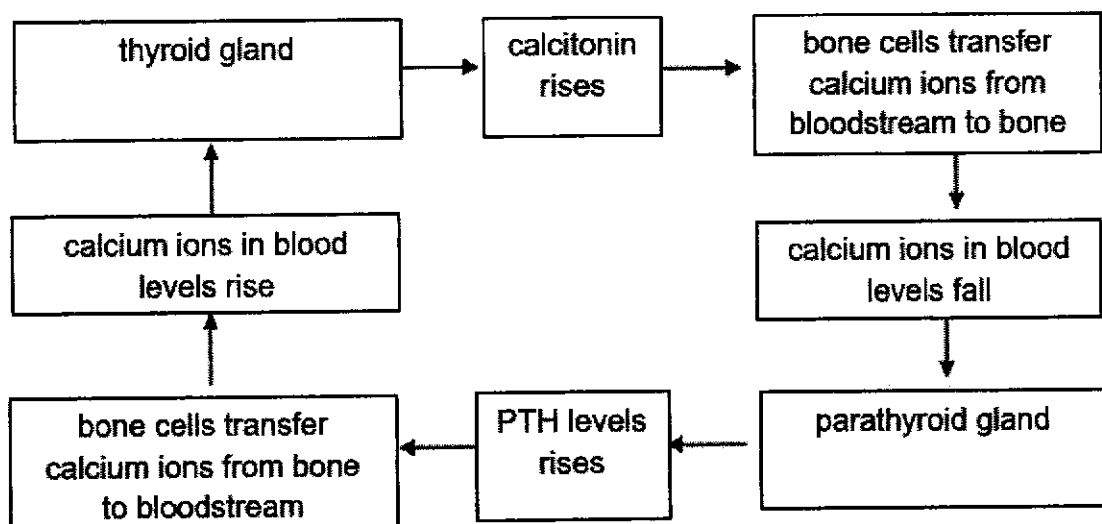 thyroid gland
calcitonin
rises
bone cells transfer
calcium ions from
bloodstream to bone
calcium ions in blood
levels rise
calcium ions in blood
levels fall
bone cells transfer
calcium ions from bone
to bloodstream
PTH levels
rises
parathyroid gland